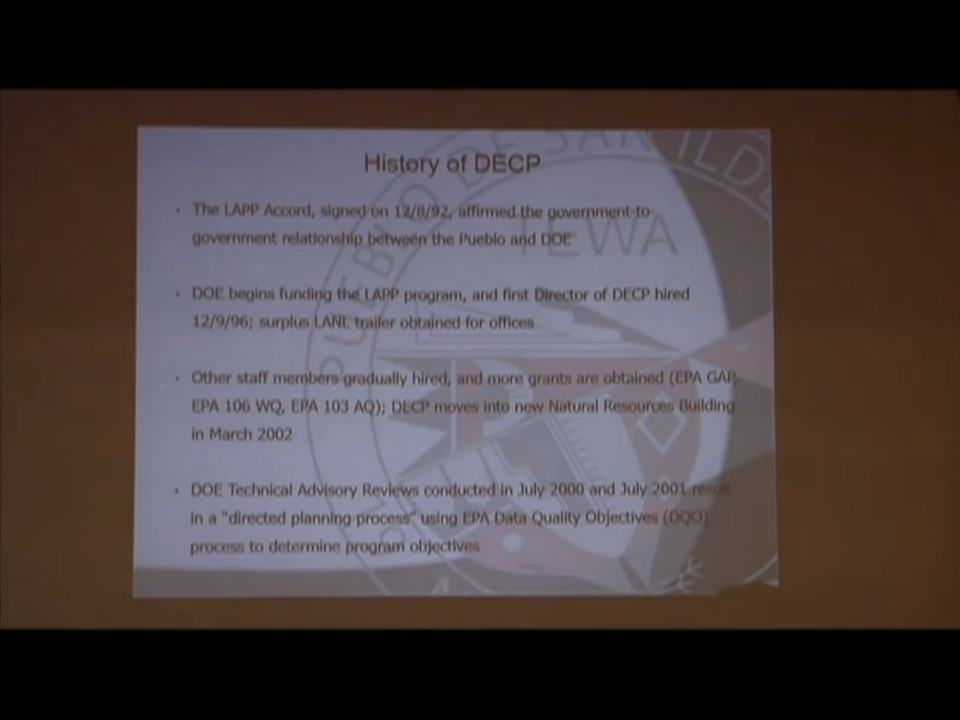 History of DECP
PUEBLO DE SAN ILDE
TEWA
• The LAPP Accord, signed on 12/8/92, affirmed the government-to-
government relationship between the Pueblo and DOE
• DOE begins funding the LAPP program, and first Director of DECP hired
12/9/96; surplus LANL trailer obtained for offices
• Other staff members gradually hired, and more grants are obtained (EPA GAP,
EPA 106 WQ, EPA 103 AQ); DECP moves into new Natural Resources Building
in March 2002
• DOE Technical Advisory Reviews conducted in July 2000 and July 2001 result
in a "directed planning process" using EPA Data Quality Objectives (DQO)
process to determine program objectives